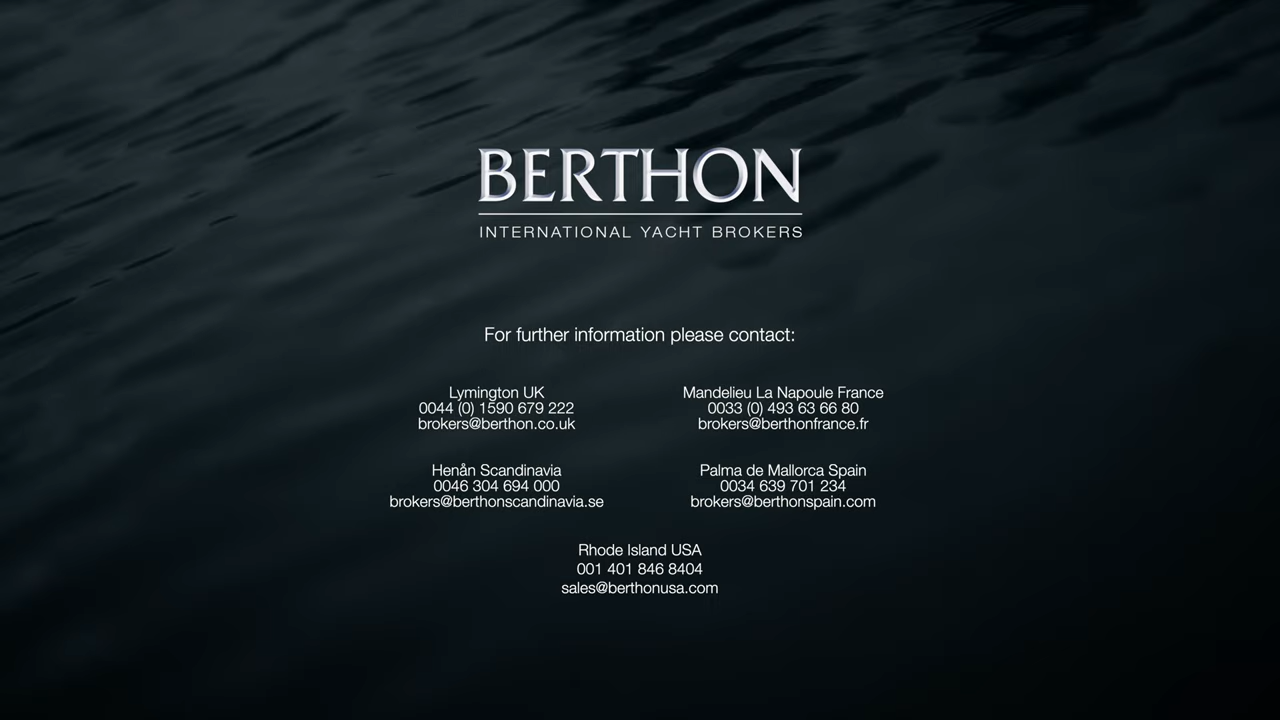 BERTHON
INTERNATIONAL YACHT BROKERS
For further information please contact:
Lymington UK
0044 (0) 1590 679 222
brokers@berthon.co.uk
Mandelieu La Napoule France
0033 (0) 493 63 66 80
brokers@berthonfrance.fr
Henån Scandinavia
0046 304 694 000
brokers@berthonscandinavia.se
Palma de Mallorca Spain
0034 639 701 234
brokers@berthonspain.com
Rhode Island USA
001 401 846 8404
sales@berthonusa.com